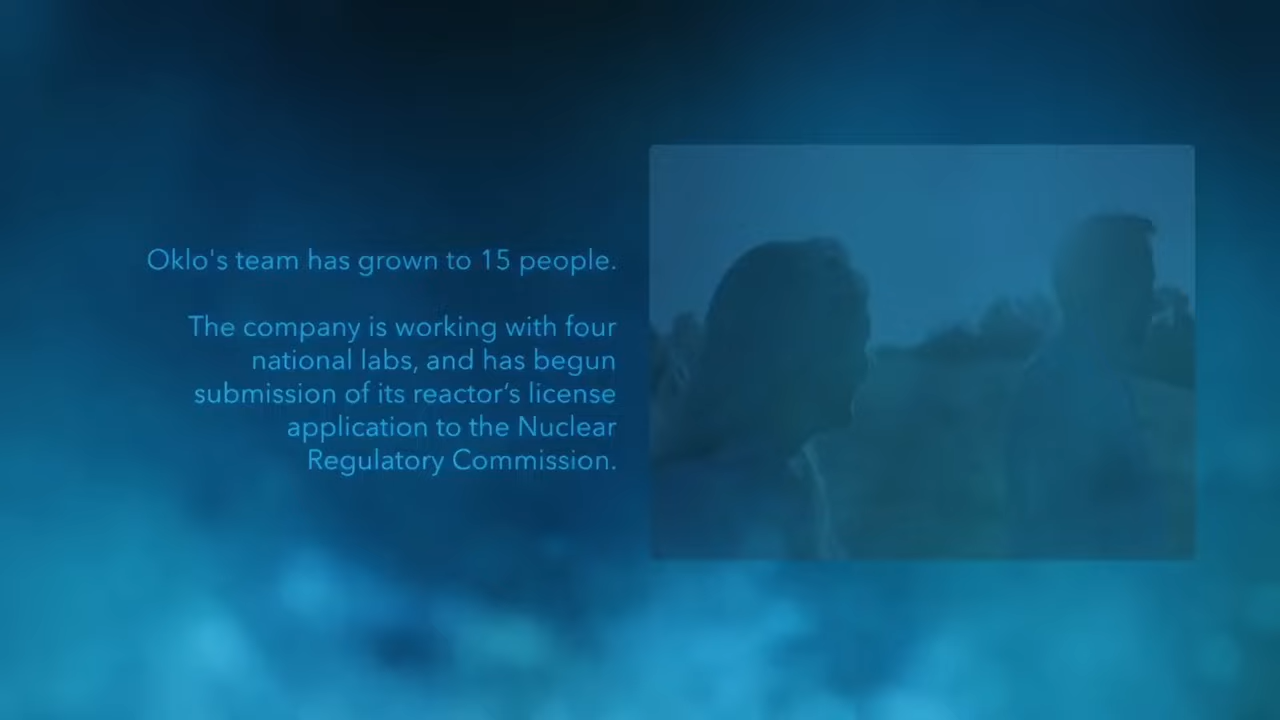 Oklo's team has grown to 15 people.
The company is working with four
national labs, and has begun
submission of its reactor’s license
application to the Nuclear
Regulatory Commission.